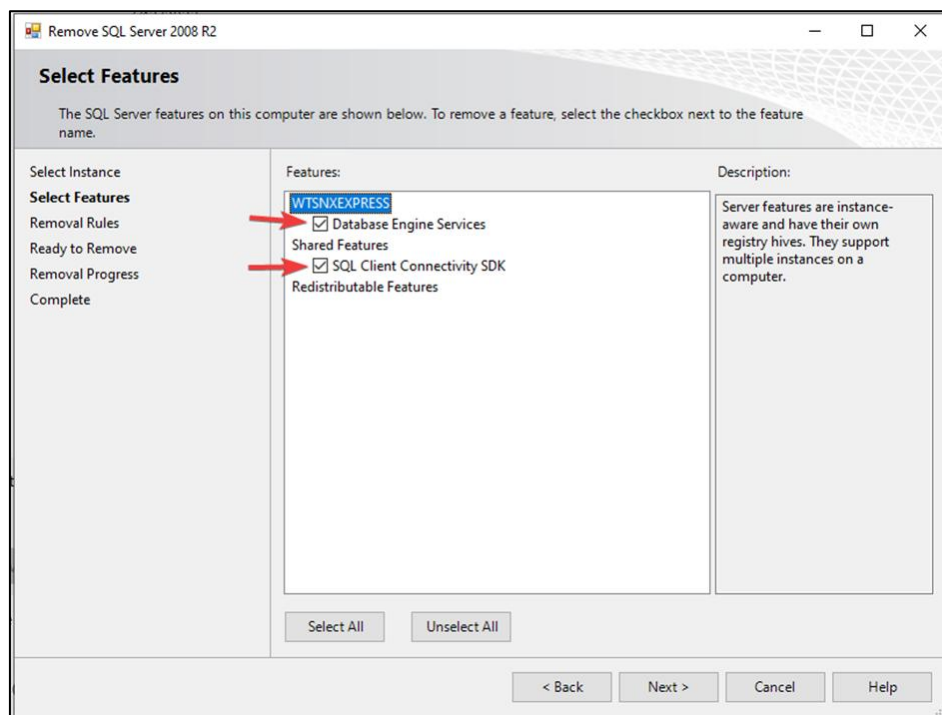 Remove SQL Server 2008 R2
Select Features
The SQL Server features on this computer are shown below. To remove a feature, select the checkbox next to the feature
name.
Select Instance
Select Features
Removal Rules
Ready to Remove
Removal Progress
Complete
Features:
WTSNXEXPRESS
Database Engine Services
Shared Features
SQL Client Connectivity SDK
Redistributable Features
Description:
Server features are instance-
aware and have their own
registry hives. They support
multiple instances on a
computer.
Select All
Unselect All
< Back
Next >
Cancel
Help